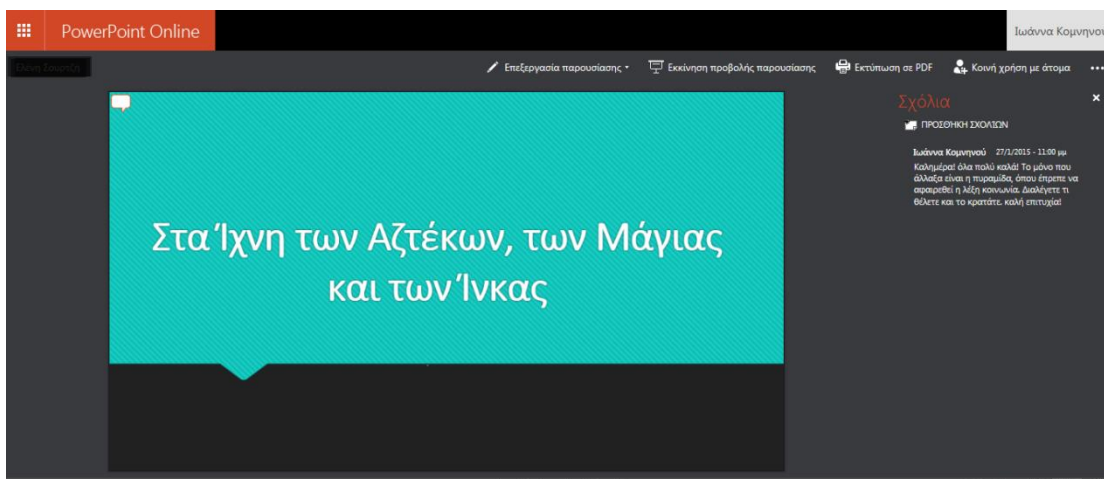 PowerPoint Online
Ιωάννα Κομνηνού
Επεξεργασία παρουσίασης
Εκκίνηση προβολής παρουσίασης
Εκτύπωση σε PDF
Κοινή χρήση με άτομα
Σχόλια
ΠΡΟΣΘΗΚΗ ΣΧΟΛΙΩΝ
Ιωάννα Κομνηνού 27/1/2015 - 11:00 μμ
Καλημέρα! όλα πολύ καλά! Το μόνο που
άλλαξα είναι η πυραμίδα, όπου έπρεπε να
αφαιρεθεί η λέξη κοινωνία. Διαλέγετε τι
θέλετε και το κρατάτε. καλή επιτυχία!
Στα Ίχνη των Αζτέκων, των Μάγιας
και των Ίνκας